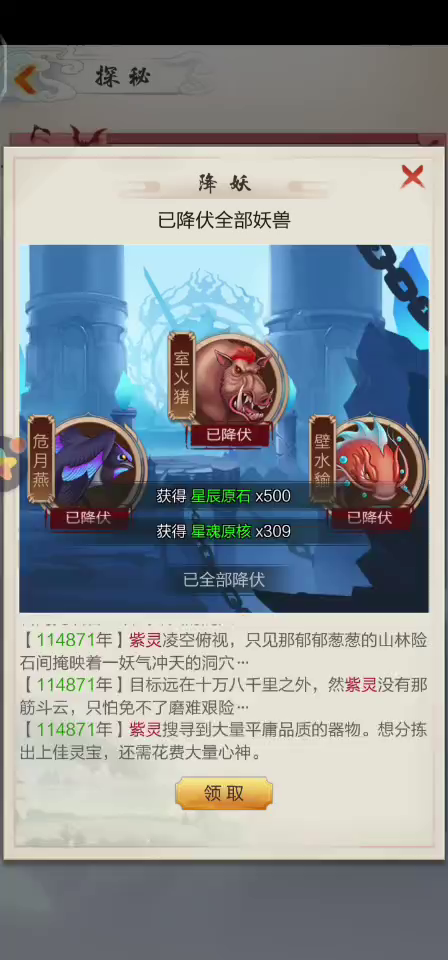 探秘
降妖
已降伏全部妖兽
室火猪
已降伏
危月燕
已降伏
壁水貐
已降伏
获得 星辰原石 x500
获得 星魂原核 x309
已全部降伏
【114871年】紫灵凌空俯视，只见那郁郁葱葱的山林险
石间掩映着一妖气冲天的洞穴…
【114871年】目标远在十万八千里之外，然紫灵没有那
筋斗云，只怕免不了磨难艰险…
【114871年】紫灵搜寻到大量平庸品质的器物。想分拣
出上佳灵宝，还需花费大量心神。
领取